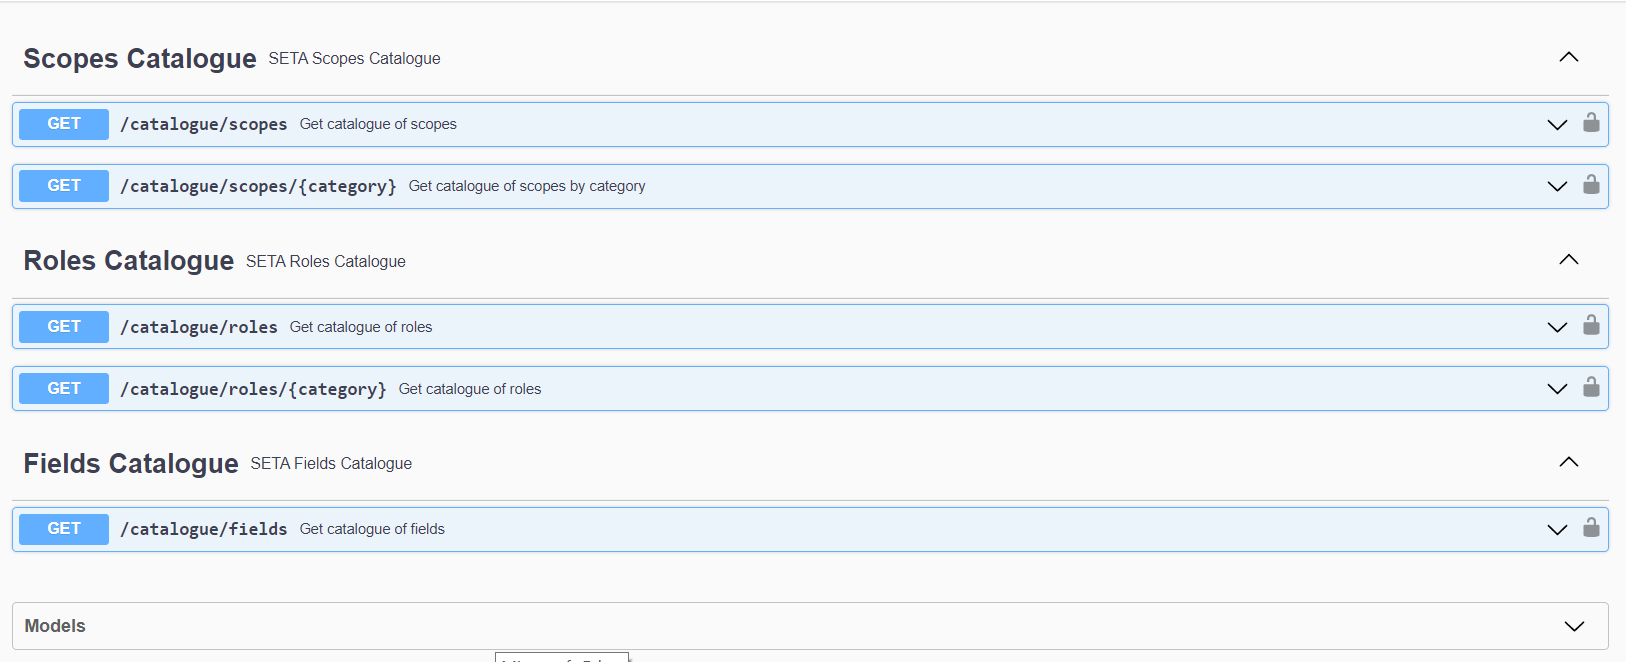 Scopes Catalogue SETA Scopes Catalogue
GET /catalogue/scopes Get catalogue of scopes
GET /catalogue/scopes/{category} Get catalogue of scopes by category
Roles Catalogue SETA Roles Catalogue
GET /catalogue/roles Get catalogue of roles
GET /catalogue/roles/{category} Get catalogue of roles
Fields Catalogue SETA Fields Catalogue
GET /catalogue/fields Get catalogue of fields
Models